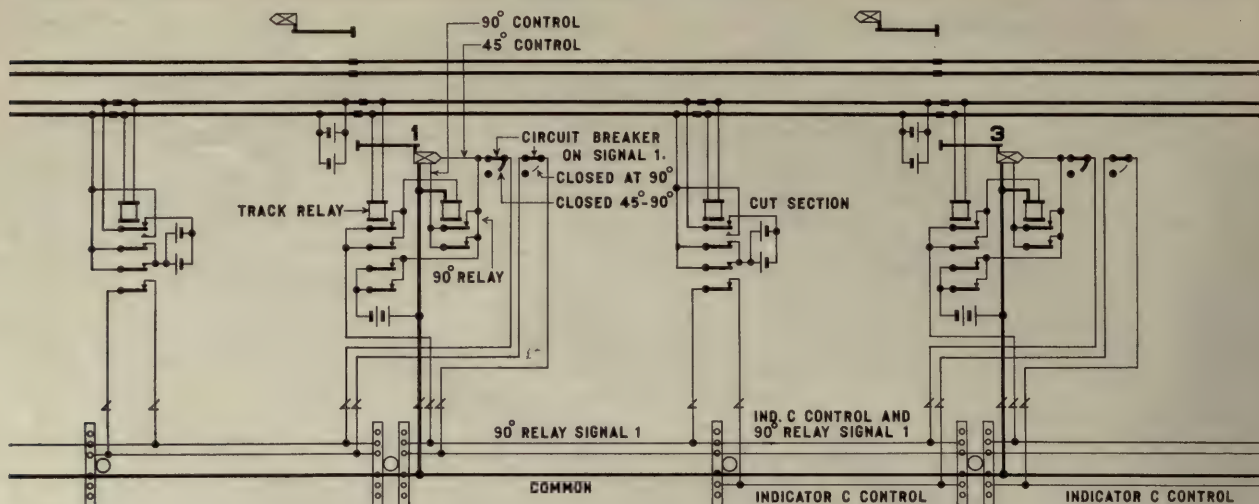 90° CONTROL
45° CONTROL
1
CIRCUIT BREAKER
ON SIGNAL 1.
CLOSED AT 90°
CLOSED 45°-90°
3
TRACK RELAY
90° RELAY
CUT SECTION
90° RELAY SIGNAL 1
IND. C CONTROL AND
90° RELAY SIGNAL 1
COMMON
INDICATOR C CONTROL
INDICATOR C CONTROL